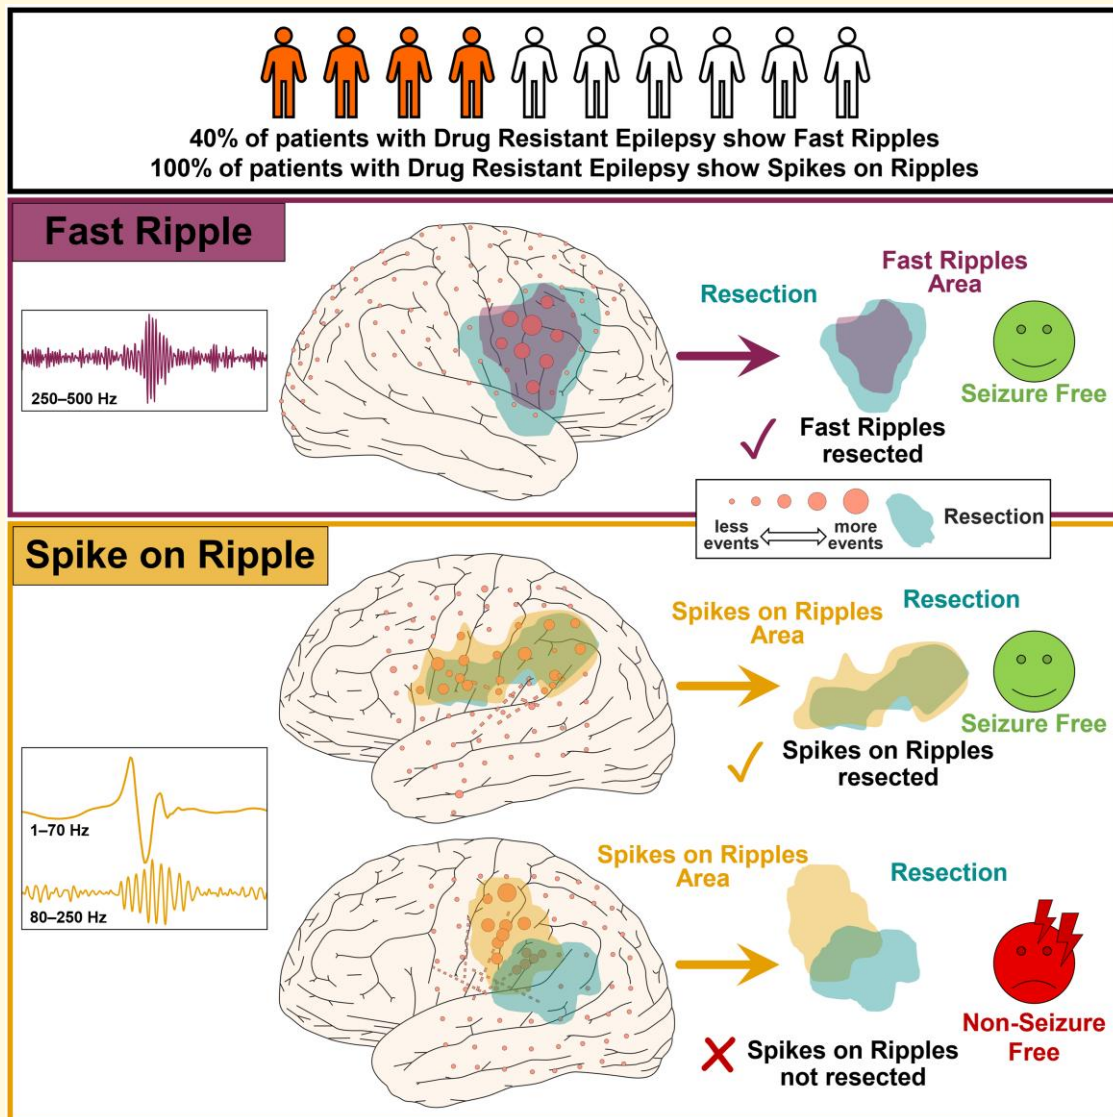 40% of patients with Drug Resistant Epilepsy show Fast Ripples
100% of patients with Drug Resistant Epilepsy show Spikes on Ripples
Fast Ripple
250–500 Hz
Resection
Fast Ripples
Area
Seizure Free
Fast Ripples
resected
less
events
more
events
Resection
Spike on Ripple
1–70 Hz
80–250 Hz
Spikes on Ripples
Area
Resection
Seizure Free
Spikes on Ripples
resected
Spikes on Ripples
Area
Resection
Non-Seizure
Free
Spikes on Ripples
not resected